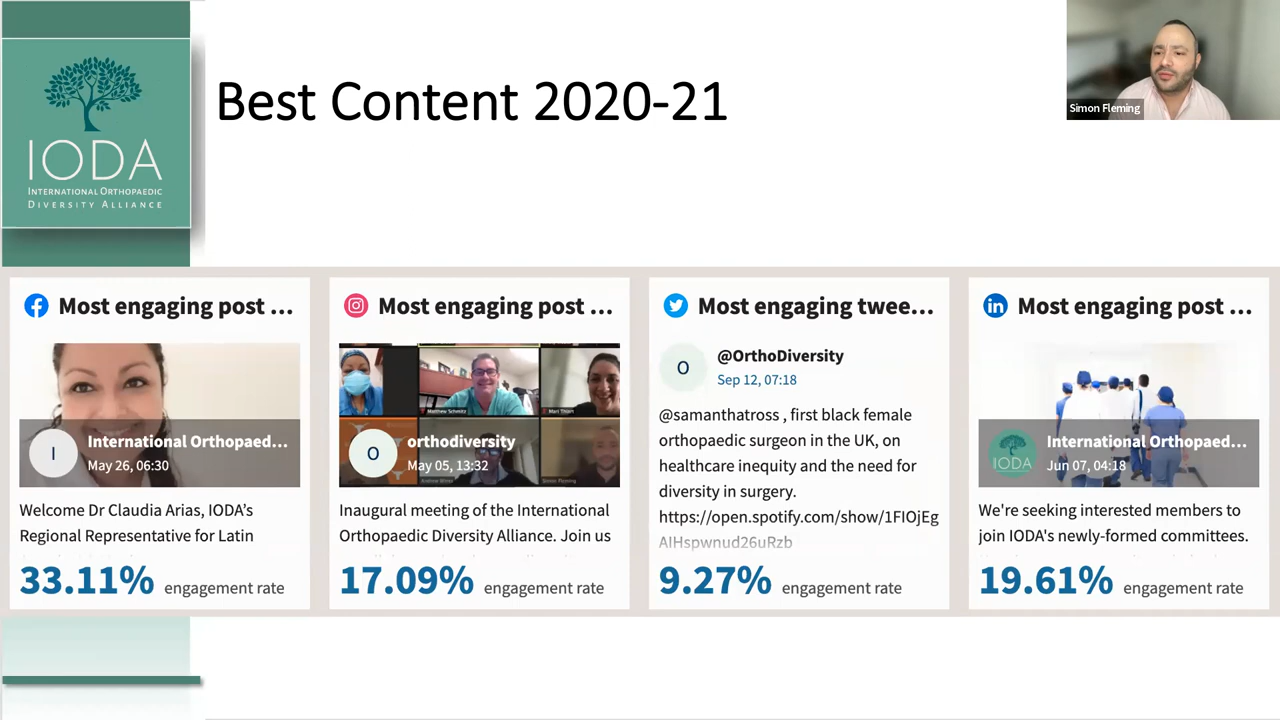 IODA
INTERNATIONAL ORTHOPAEDIC
DIVERSITY ALLIANCE
Best Content 2020-21
Simon Fleming
Most engaging post ...
International Orthopaed...
May 26, 06:30
Welcome Dr Claudia Arias, IODA's
Regional Representative for Latin
33.11% engagement rate
Most engaging post ...
Matthew Schmitz
Mari Thiart
O
orthodiversity
May 05, 13:32
Simon Fleming
Inaugural meeting of the International
Orthopaedic Diversity Alliance. Join us
17.09% engagement rate
Most engaging twee...
O
@OrthoDiversity
Sep 12, 07:18
@samanthatross , first black female
orthopaedic surgeon in the UK, on
healthcare inequity and the need for
diversity in surgery.
https://open.spotify.com/show/1FIOjEg
AIHspwnud26uRzb
9.27% engagement rate
Most engaging post ...
IODA
International Orthopaed...
Jun 07, 04:18
We're seeking interested members to
join IODA's newly-formed committees.
19.61% engagement rate